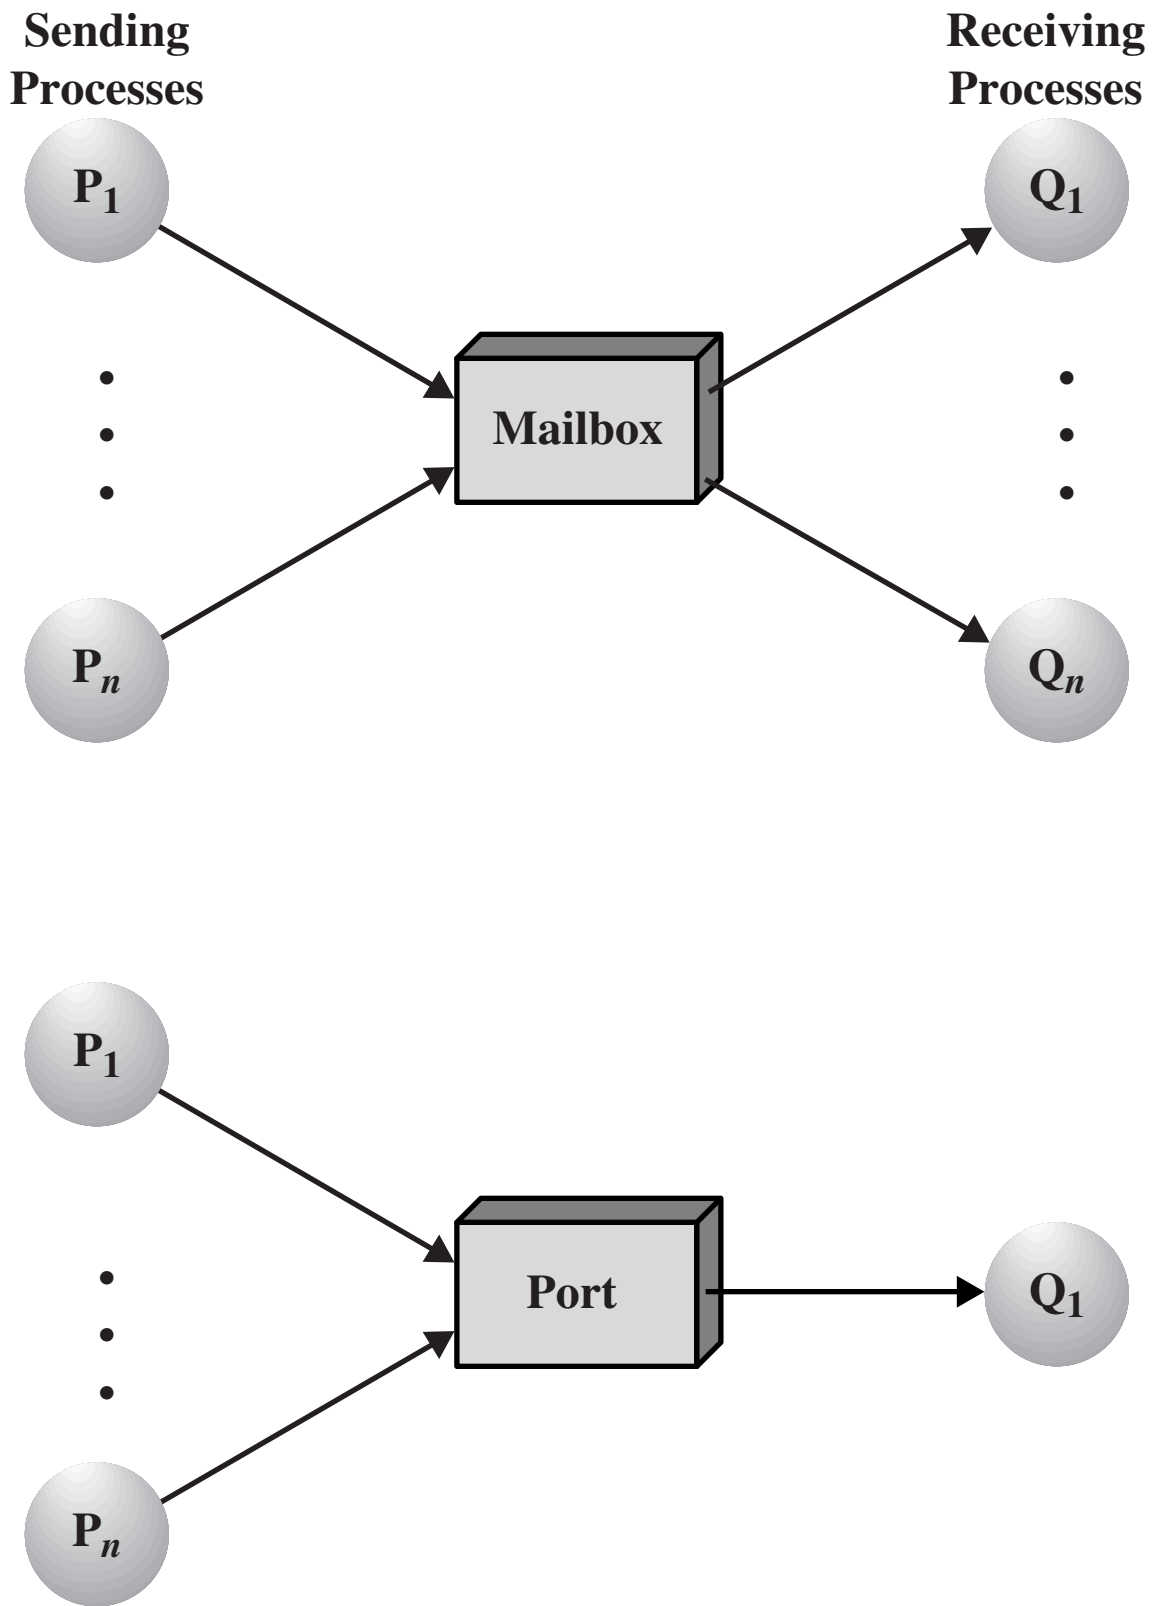 Sending
Processes
Receiving
Processes
P1
Q1
Mailbox
Pn
Qn
P1
Port
Q1
Pn